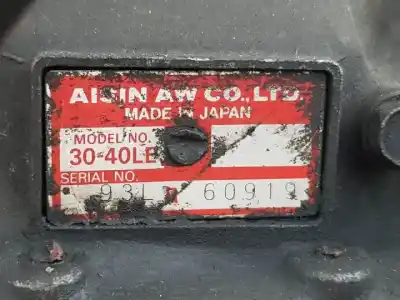 AISIN AW CO., LTD
MADE IN JAPAN
MODEL NO.
30-40LE
SERIAL NO.
93L 60919